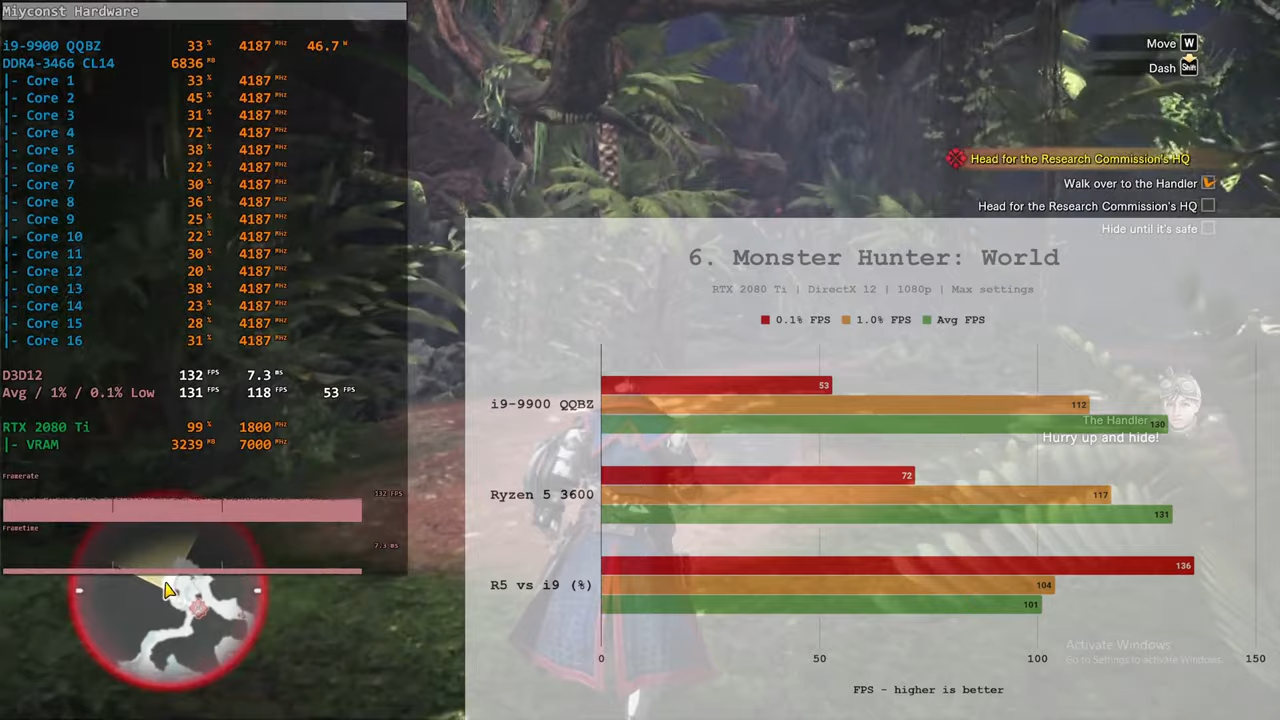 Miyconst Hardware
i9-9900 QQBZ 33 % 4187 MHz 46.7 W
DDR4-3466 CL14 6836 MB
|- Core 1 33 % 4187 MHz
|- Core 2 45 % 4187 MHz
|- Core 3 31 % 4187 MHz
|- Core 4 72 % 4187 MHz
|- Core 5 38 % 4187 MHz
|- Core 6 22 % 4187 MHz
|- Core 7 30 % 4187 MHz
|- Core 8 36 % 4187 MHz
|- Core 9 25 % 4187 MHz
|- Core 10 22 % 4187 MHz
|- Core 11 30 % 4187 MHz
|- Core 12 20 % 4187 MHz
|- Core 13 38 % 4187 MHz
|- Core 14 23 % 4187 MHz
|- Core 15 28 % 4187 MHz
|- Core 16 31 % 4187 MHz
D3D12 132 FPS 7.3 ms
Avg / 1% / 0.1% Low 131 FPS 118 FPS 53 FPS
RTX 2080 Ti 99 % 1800 MHz
|- VRAM 3239 MB 7000 MHz
Framerate
132 FPS
Frametime
7.3 ms
Move W
Dash Shift
Head for the Research Commission's HQ
Walk over to the Handler
Head for the Research Commission's HQ
Hide until it's safe
6. Monster Hunter: World
RTX 2080 Ti | DirectX 12 | 1080p | Max settings
0.1% FPS 1.0% FPS Avg FPS
53
i9-9900 QQBZ 112
130
The Handler
Hurry up and hide!
72
Ryzen 5 3600 117
131
136
R5 vs i9 (%) 104
101
Activate Windows
Go to Settings to activate Windows.
0 50 100 150
FPS - higher is better